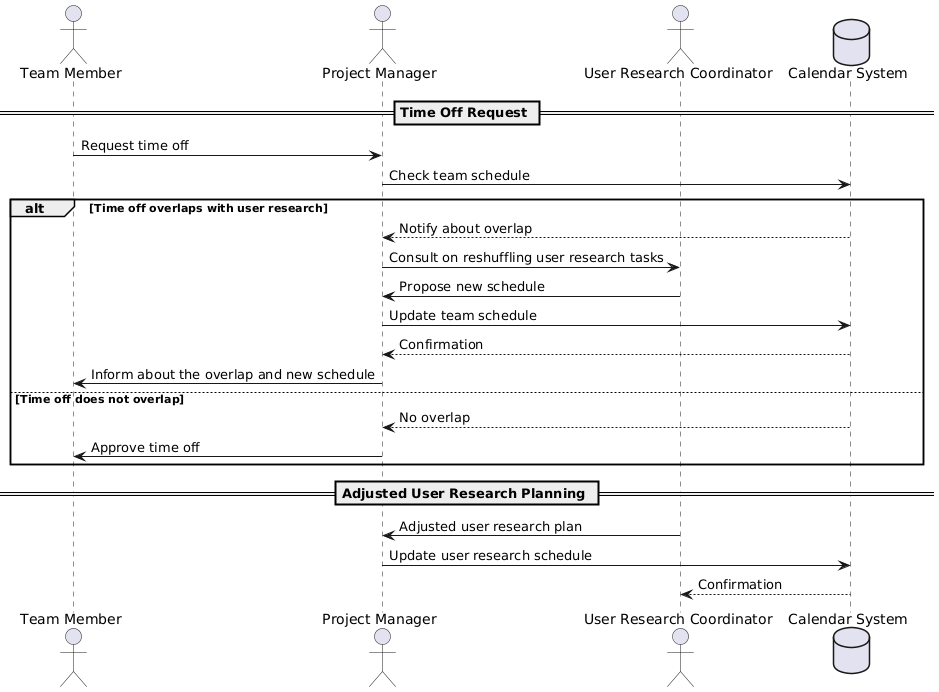 Team Member
Project Manager
User Research Coordinator
Calendar System
Time Off Request
Request time off
Check team schedule
alt
[Time off overlaps with user research]
Notify about overlap
Consult on reshuffling user research tasks
Propose new schedule
Update team schedule
Confirmation
Inform about the overlap and new schedule
[Time off does not overlap]
No overlap
Approve time off
Adjusted User Research Planning
Adjusted user research plan
Update user research schedule
Confirmation
Team Member
Project Manager
User Research Coordinator
Calendar System